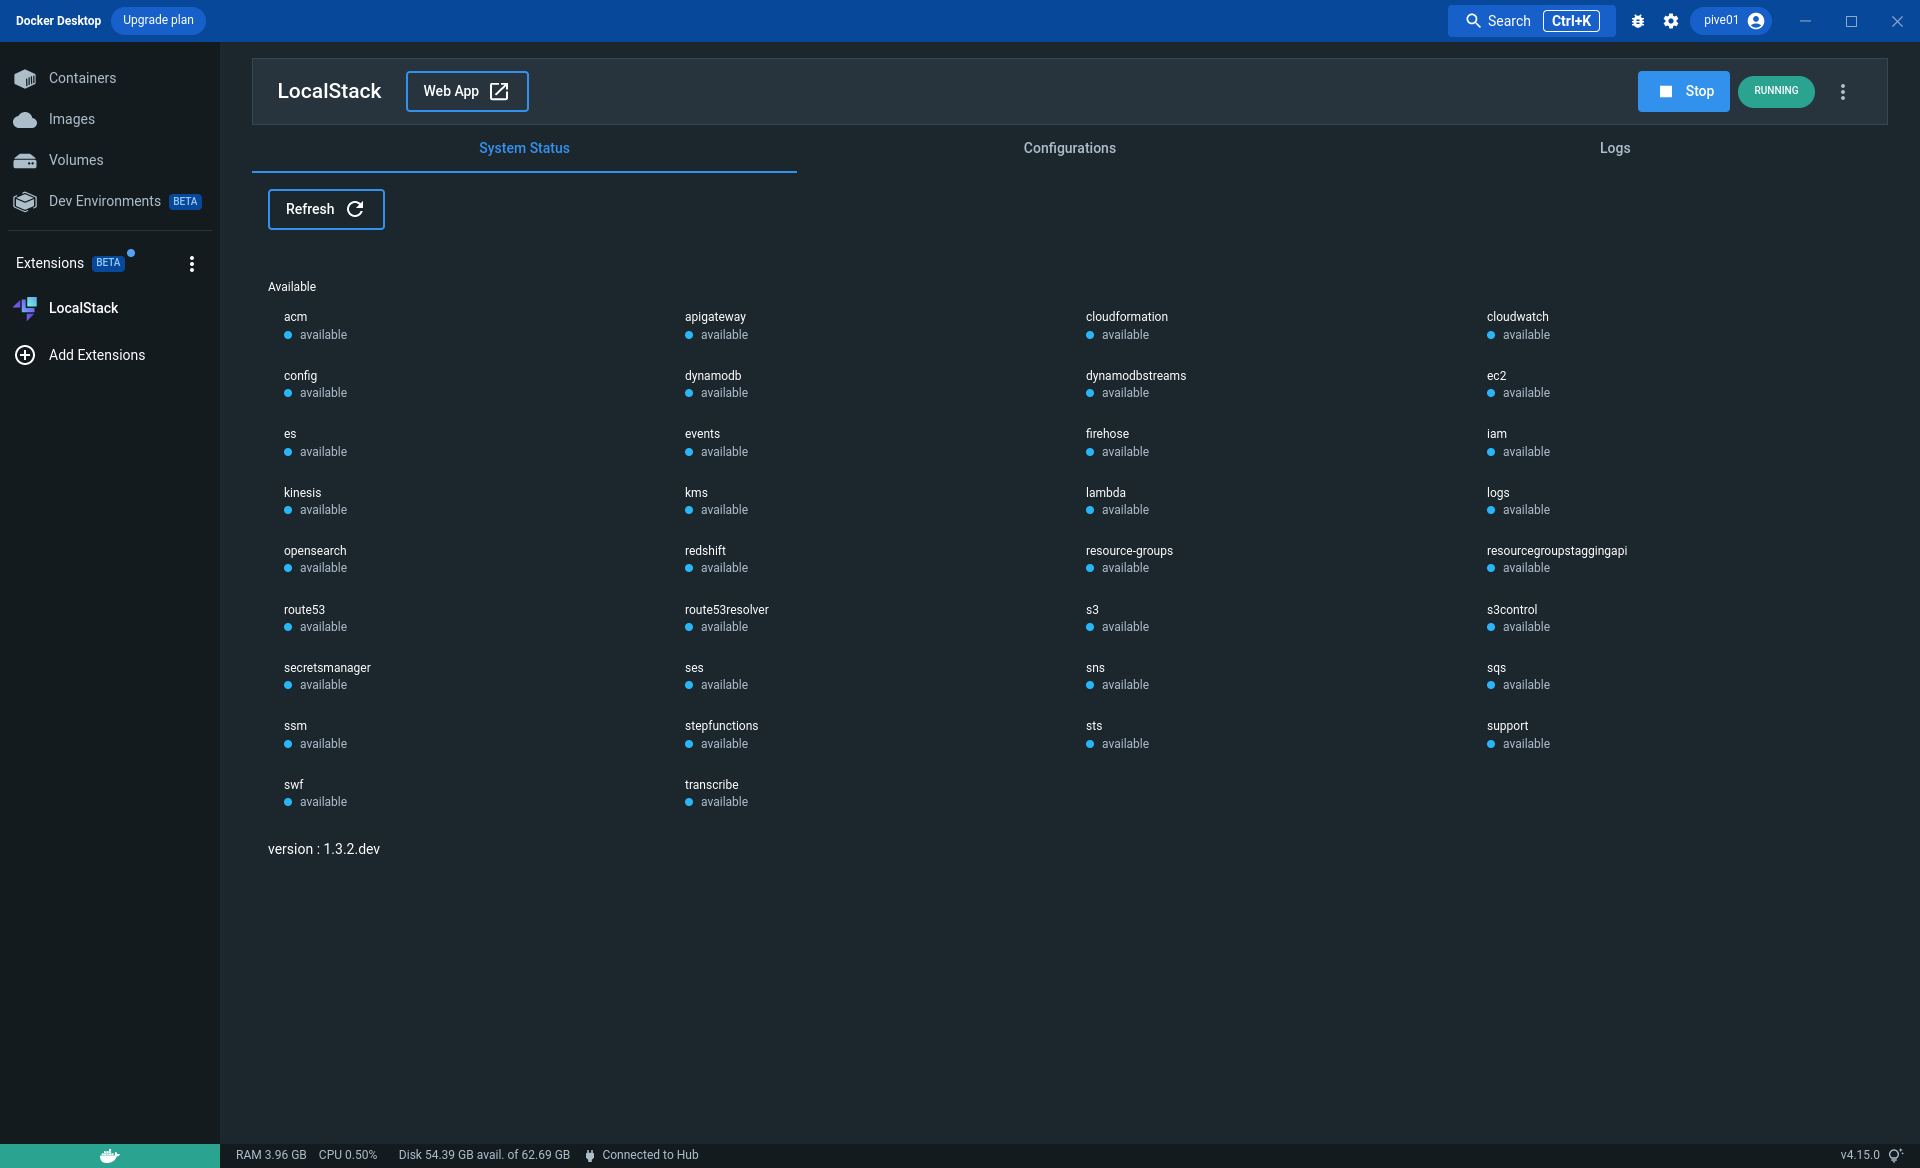 Docker Desktop Upgrade plan Search Ctrl+K pive01
Containers
Images
Volumes
Dev Environments BETA
Extensions BETA
LocalStack
Add Extensions
LocalStack Web App Stop RUNNING
System Status Configurations Logs
Refresh
Available
acm apigateway cloudformation cloudwatch
available available available available
config dynamodb dynamodbstreams ec2
available available available available
es events firehose iam
available available available available
kinesis kms lambda logs
available available available available
opensearch redshift resource-groups resourcegroupstaggingapi
available available available available
route53 route53resolver s3 s3control
available available available available
secretsmanager ses sns sqs
available available available available
ssm stepfunctions sts support
available available available available
swf transcribe
available available
version : 1.3.2.dev
RAM 3.96 GB CPU 0.50% Disk 54.39 GB avail. of 62.69 GB Connected to Hub v4.15.0